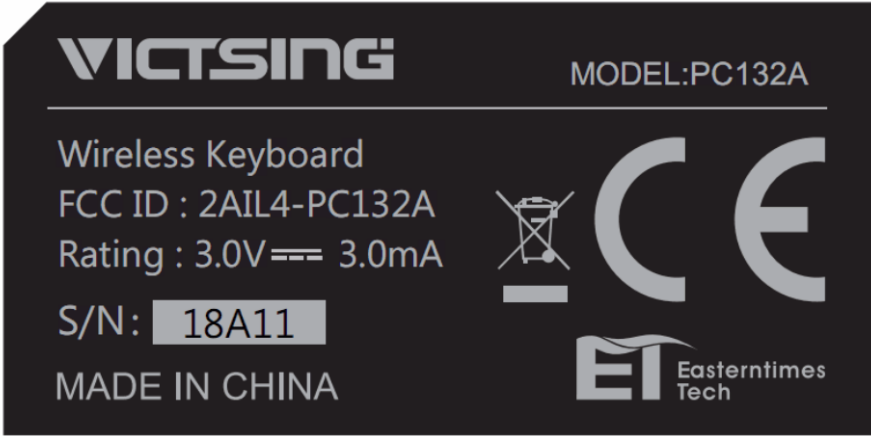 VICTSING
MODEL:PC132A
Wireless Keyboard
FCC ID : 2AIL4-PC132A
Rating : 3.0V 3.0mA
S/N: 18A11
MADE IN CHINA
CE
ET Easterntimes
Tech